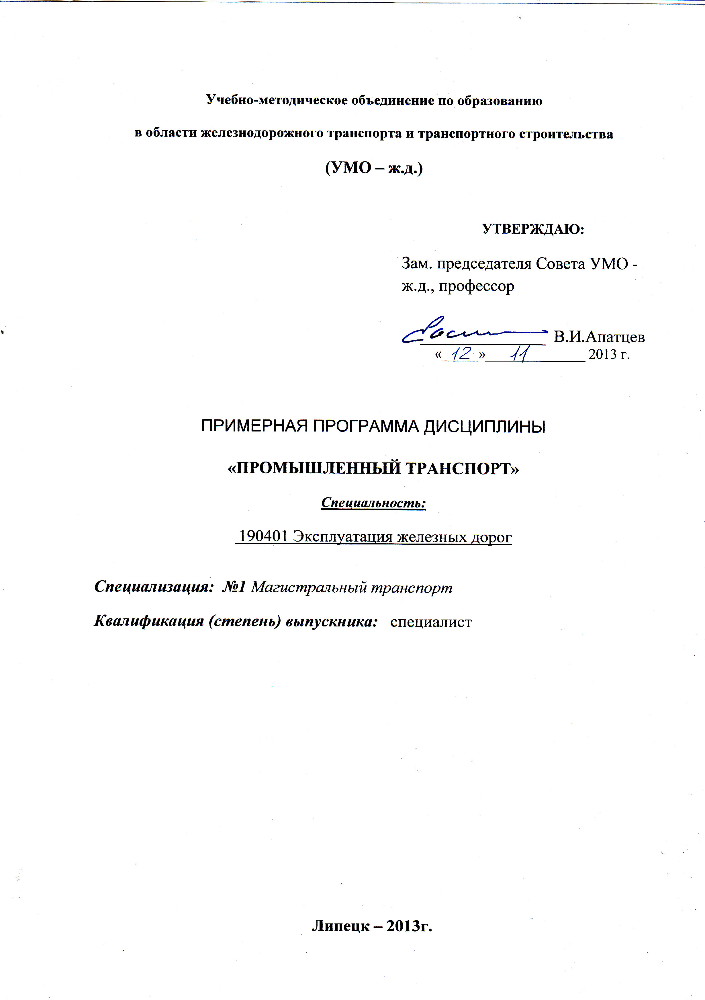 Учебно-методическое объединение по образованию
в области железнодорожного транспорта и транспортного строительства
(УМО – ж.д.)
УТВЕРЖДАЮ:
Зам. председателя Совета УМО -
ж.д., профессор
В.И.Апатцев
« 12 » 11 2013 г.
ПРИМЕРНАЯ ПРОГРАММА ДИСЦИПЛИНЫ
«ПРОМЫШЛЕННЫЙ ТРАНСПОРТ»
Специальность:
190401 Эксплуатация железных дорог
Специализация: №1 Магистральный транспорт
Квалификация (степень) выпускника: специалист
Липецк – 2013г.